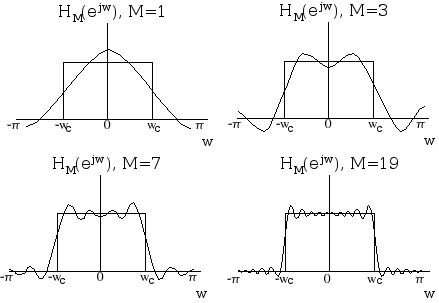 H_M(e^jw), M=1
H_M(e^jw), M=3
-π -w_c 0 w_c π
w
-π -w_c 0 w_c π
w
H_M(e^jw), M=7
H_M(e^jw), M=19
-π -w_c 0 w_c π
w
-π -w_c 0 w_c π
w